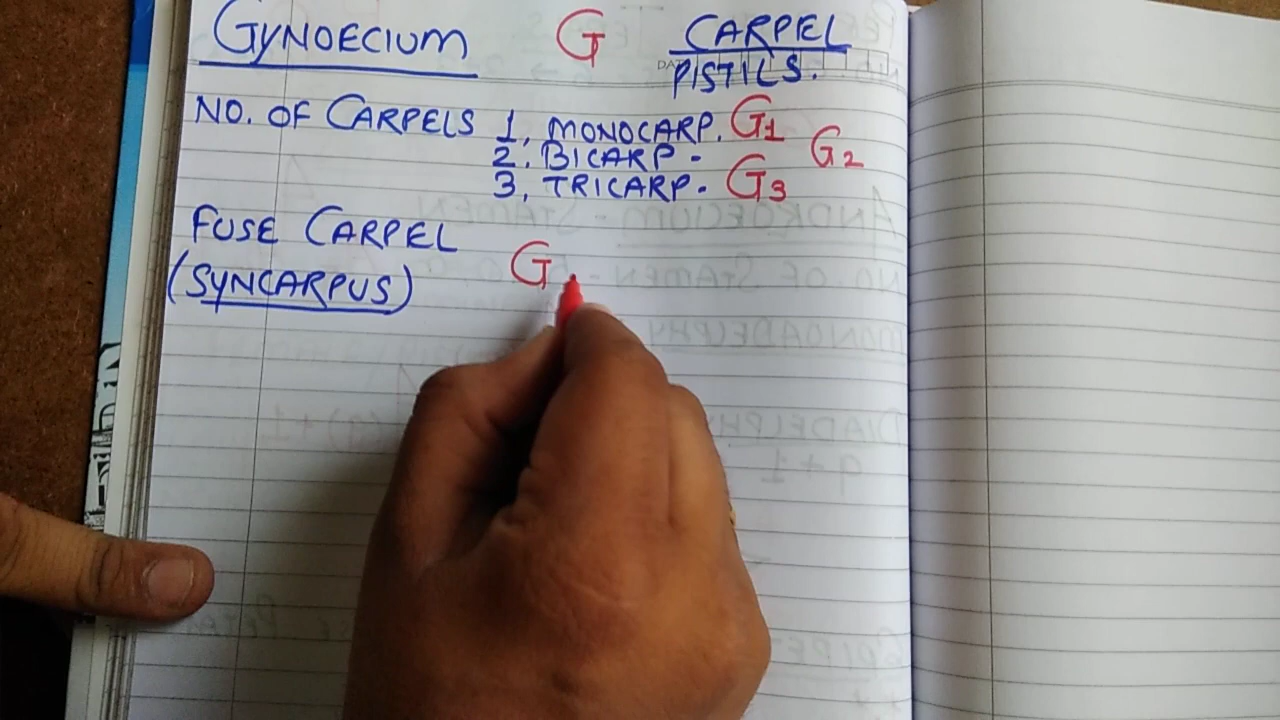 GYNOECIUM G CARPEL
PISTILS.
NO. OF CARPELS 1, MONOCARP. G1
2. BICARP - G2
3, TRICARP. G3
FUSE CARPEL
(SYNCARPUS) G